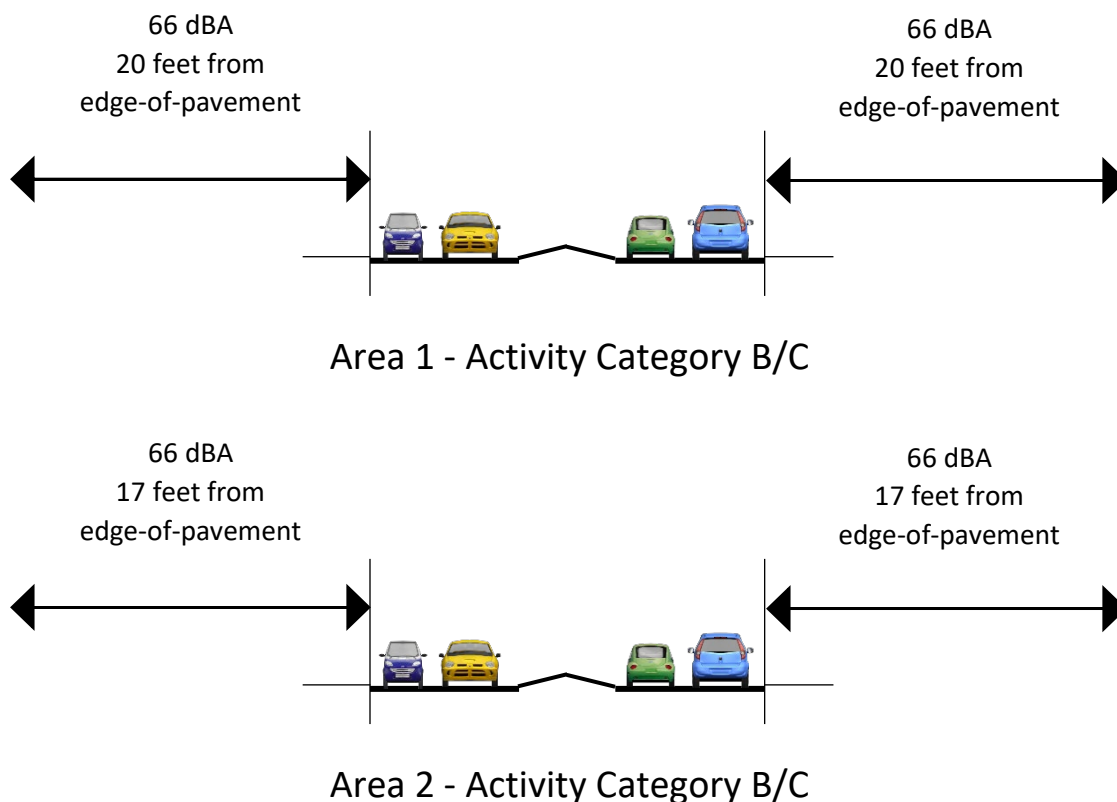 66 dBA
20 feet from
edge-of-pavement
66 dBA
20 feet from
edge-of-pavement
Area 1 - Activity Category B/C
66 dBA
17 feet from
edge-of-pavement
66 dBA
17 feet from
edge-of-pavement
Area 2 - Activity Category B/C